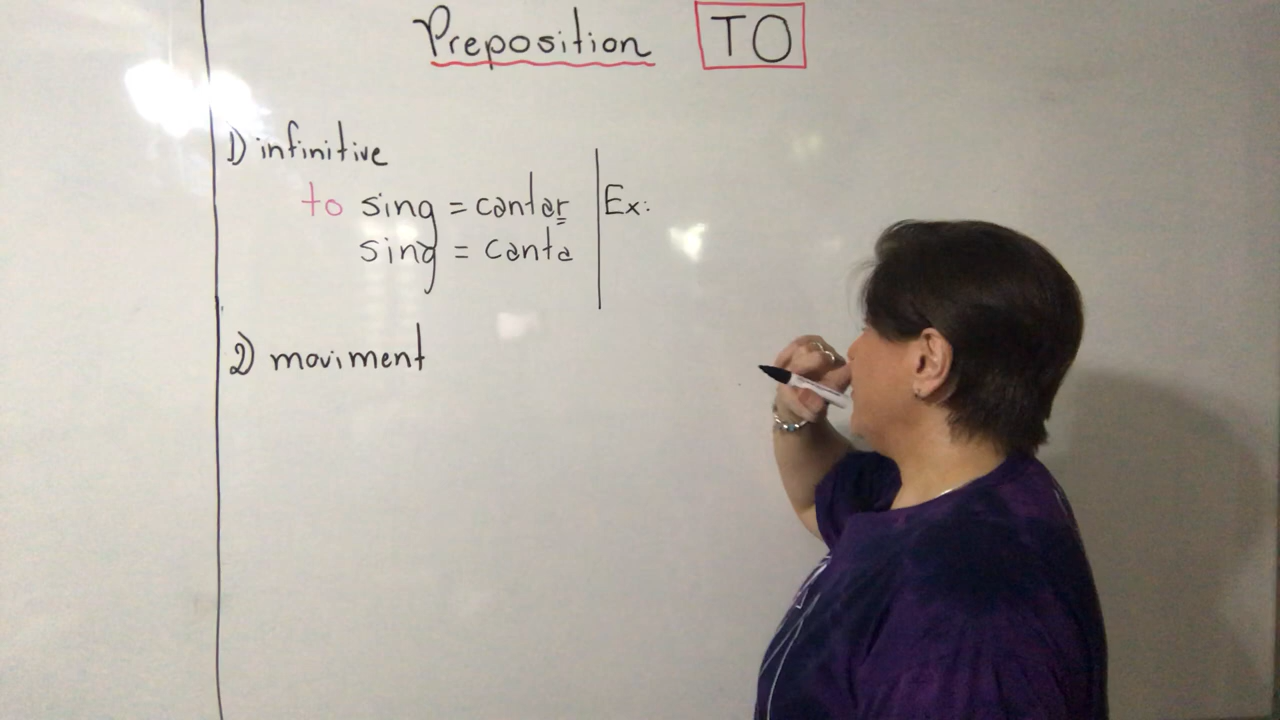 Preposition TO
1) infinitive
to sing = cantar
Ex:
sing = canta
2) moviment